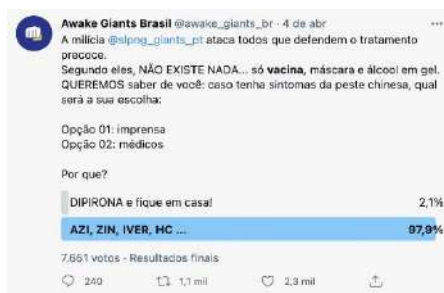 Awake Giants Brasil @awake_giants_br · 4 de abr
A milícia @slpng_giants_pt ataca todos que defendem o tratamento
precoce.
Segundo eles, NÃO EXISTE NADA... só vacina, máscara e álcool em gel.
QUEREMOS saber de você: caso tenha sintomas da peste chinesa, qual
será a sua escolha:
Opção 01: imprensa
Opção 02: médicos
Por que?
DIPIRONA e fique em casa! 2,1%
AZI, ZIN, IVER, HC ... 97,9%
7.651 votos · Resultados finais
240 1,1 mil 2,3 mil